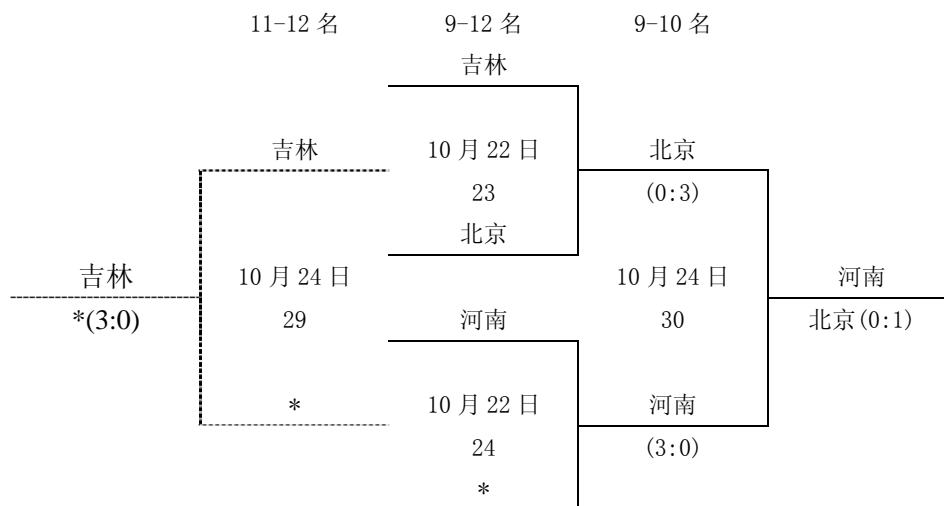 11-12 名 9-12 名 9-10 名
吉林
吉林 10 月 22 日 北京
23 (0:3)
北京
吉林 10 月 24 日 10 月 24 日 河南
*(3:0) 29 河南 30 北京(0:1)
* 10 月 22 日 河南
24 (3:0)
*